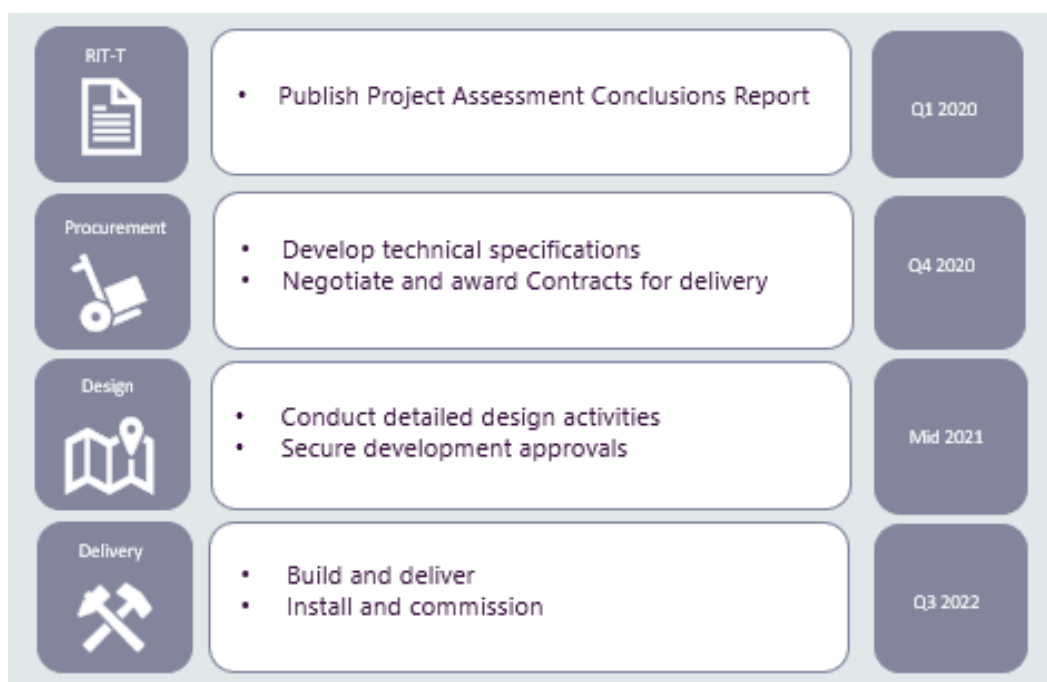 RIT-T
• Publish Project Assessment Conclusions Report
Q1 2020
Procurement
• Develop technical specifications
• Negotiate and award Contracts for delivery
Q4 2020
Design
• Conduct detailed design activities
• Secure development approvals
Mid 2021
Delivery
• Build and deliver
• Install and commission
Q3 2022